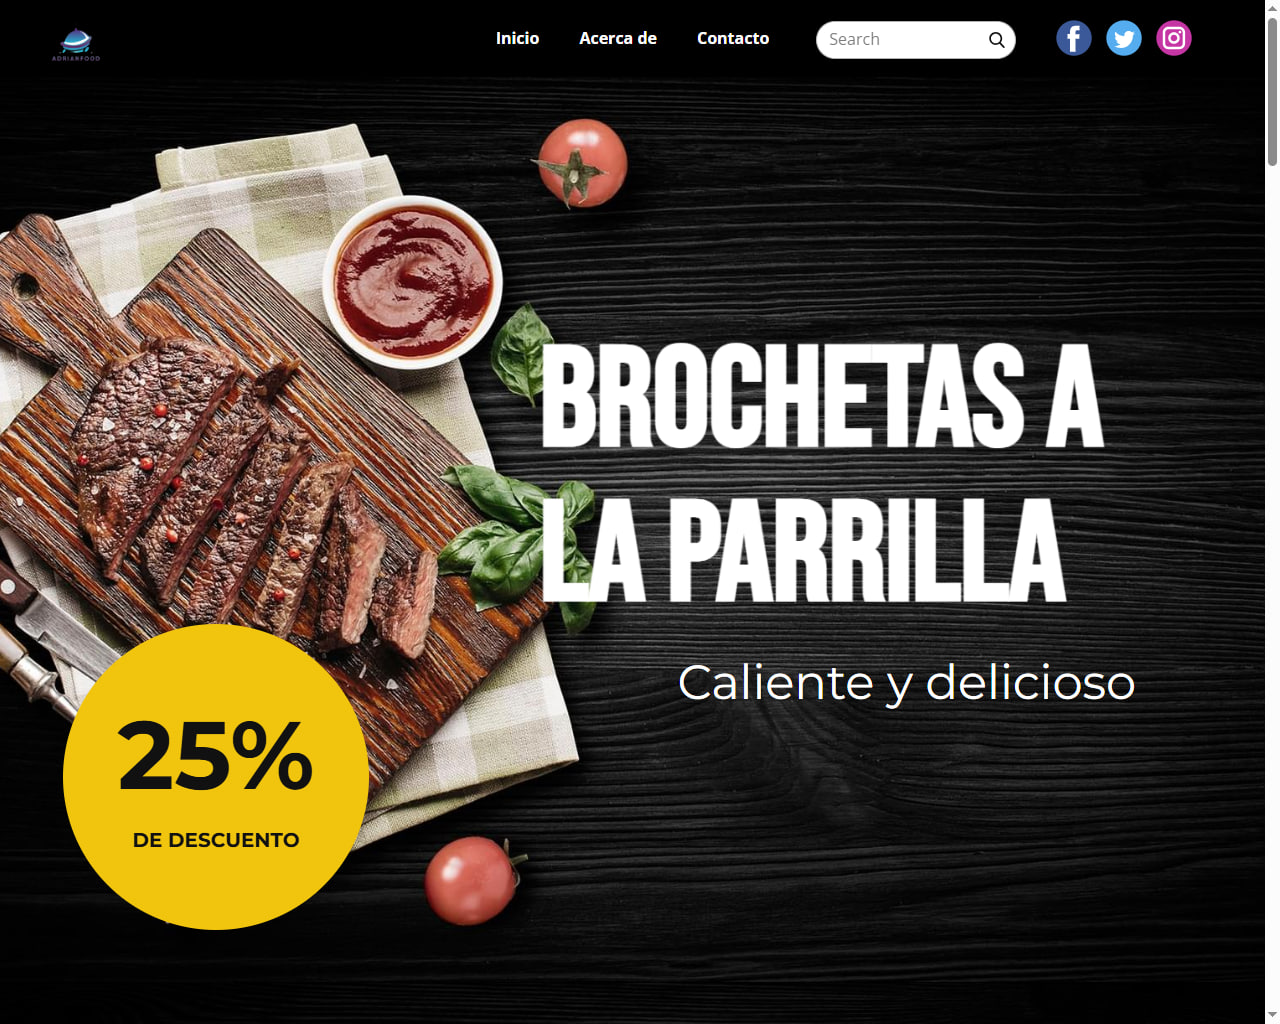 ADRIANFOOD
Inicio
Acerca de
Contacto
Search
BROCHETAS A
LA PARRILLA
Caliente y delicioso
25%
DE DESCUENTO